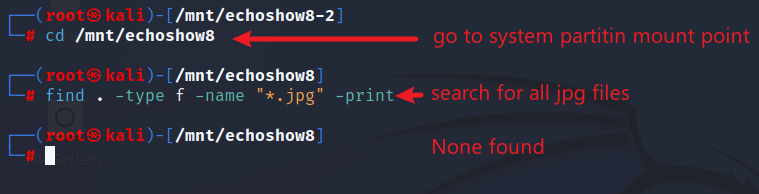 ┌──(root㉿kali)-[/mnt/echoshow8-2]
└─# cd /mnt/echoshow8 go to system partitin mount point
┌──(root㉿kali)-[/mnt/echoshow8]
└─# find . -type f -name "*.jpg" -print search for all jpg files
┌──(root㉿kali)-[/mnt/echoshow8]
None found
└─#
System